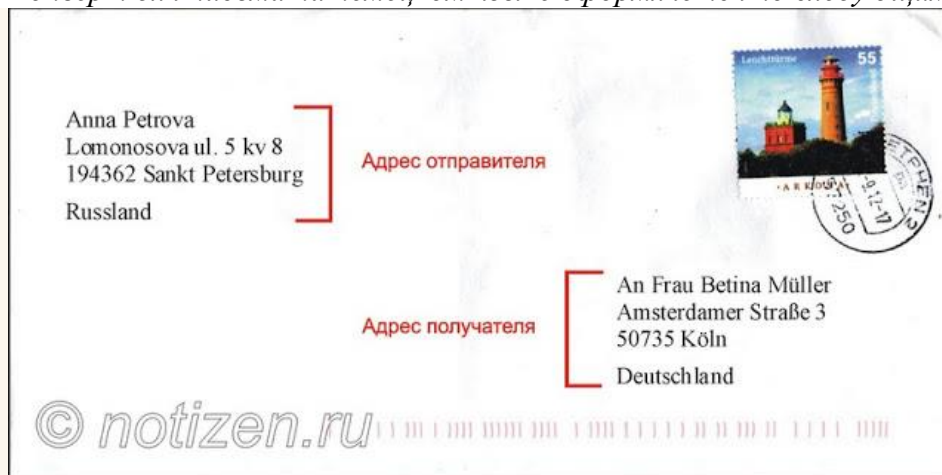 Anna Petrova
Lomonosova ul. 5 kv 8
194362 Sankt Petersburg
Russland
Адрес отправителя
Leuchttürme 55
ARKONA
An Frau Betina Müller
Amsterdamer Straße 3
50735 Köln
Deutschland
Адрес получателя
© notizen.ru